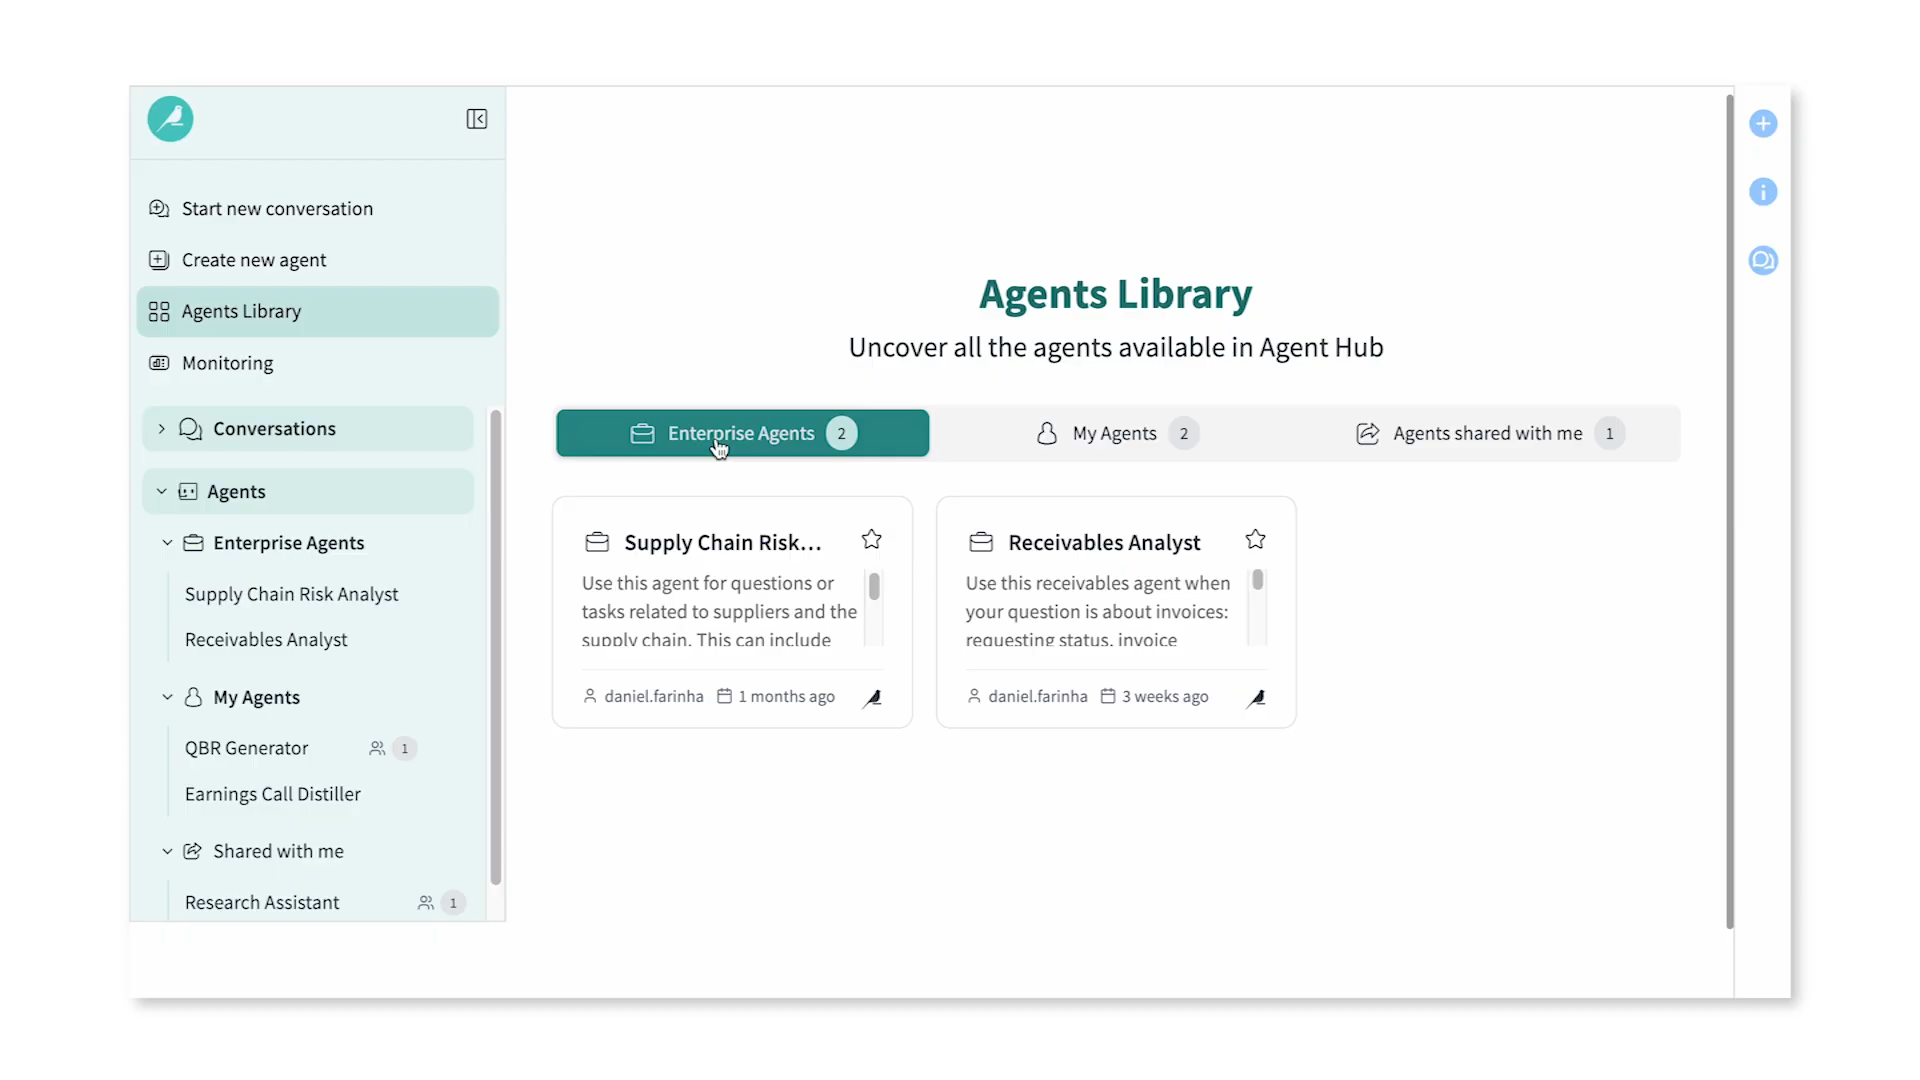 Start new conversation
Create new agent
Agents Library
Monitoring
Conversations
Agents
Enterprise Agents
Supply Chain Risk Analyst
Receivables Analyst
My Agents
QBR Generator 1
Earnings Call Distiller
Shared with me
Research Assistant 1
Agents Library
Uncover all the agents available in Agent Hub
Enterprise Agents 2
My Agents 2
Agents shared with me 1
Supply Chain Risk...
Use this agent for questions or
tasks related to suppliers and the
supply chain. This can include
daniel.farinha 1 months ago
Receivables Analyst
Use this receivables agent when
your question is about invoices:
requesting status, invoice
daniel.farinha 3 weeks ago